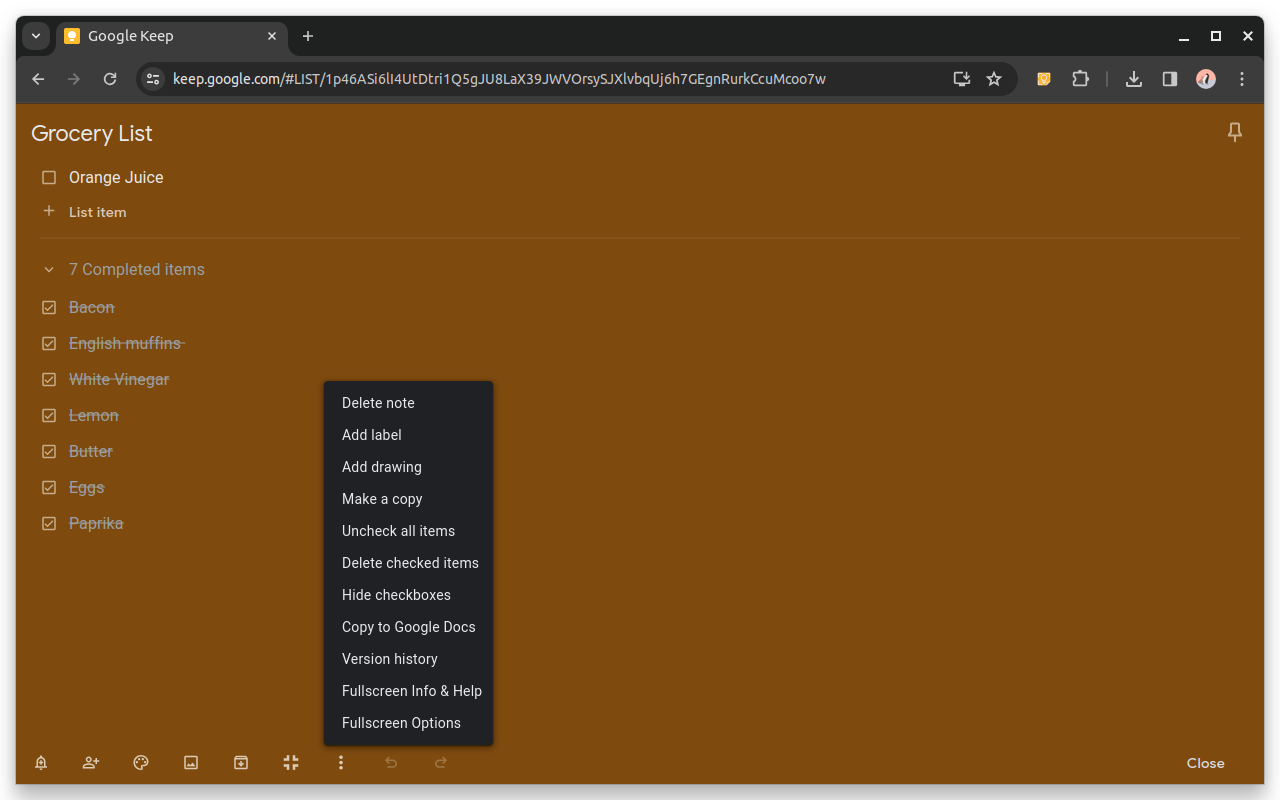 Google Keep
keep.google.com/#LIST/1p46ASi6lI4UtDtri1Q5gJU8LaX39JWVOrsySJXlvbqUj6h7GEgnRurkCcuMcoo7w
Grocery List
Orange Juice
List item
7 Completed items
Bacon
English muffins
White Vinegar
Lemon
Butter
Eggs
Paprika
Delete note
Add label
Add drawing
Make a copy
Uncheck all items
Delete checked items
Hide checkboxes
Copy to Google Docs
Version history
Fullscreen Info & Help
Fullscreen Options
Close